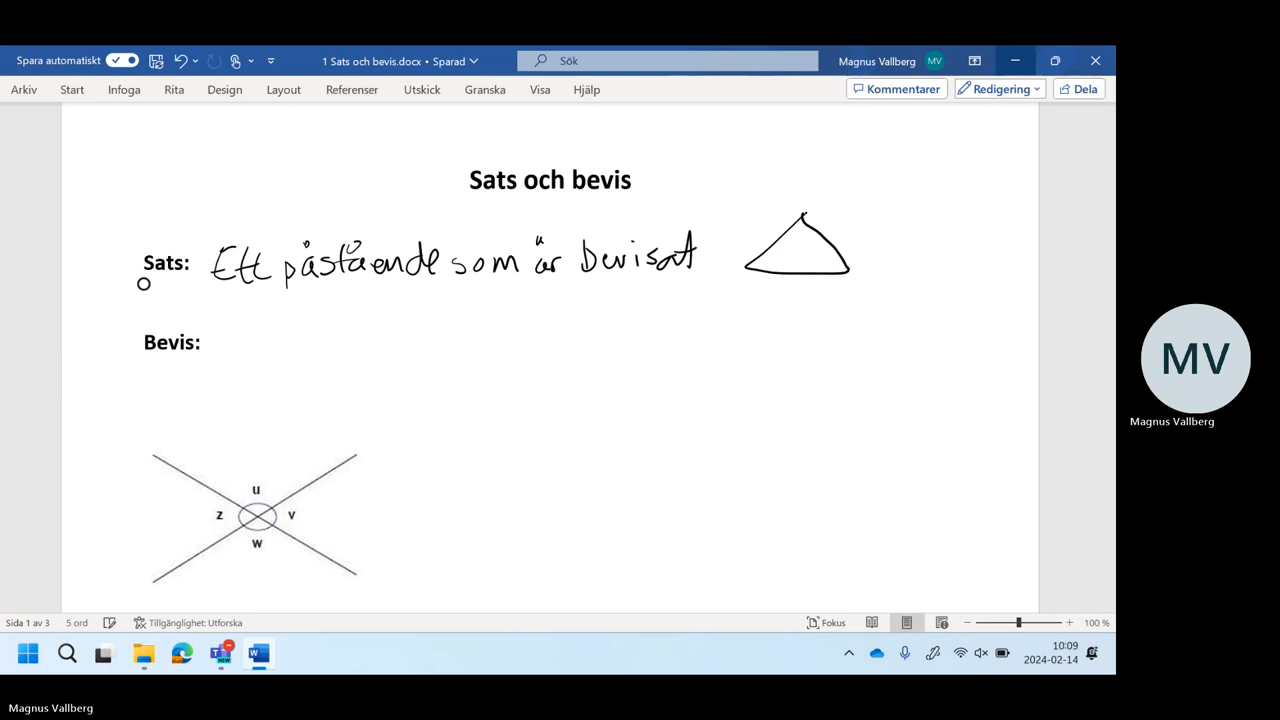 Spara automatiskt
1 Sats och bevis.docx • Sparad
Sök
Magnus Vallberg MV
Arkiv Start Infoga Rita Design Layout Referenser Utskick Granska Visa Hjälp
Kommentarer Redigering Dela
Sats och bevis
Sats: Ett påstående som är bevisat
Bevis:
u
z v
w
MV
Magnus Vallberg
Sida 1 av 3 5 ord Tillgänglighet: Utforska Fokus 100 %
NEW
10:09
2024-02-14
Magnus Vallberg